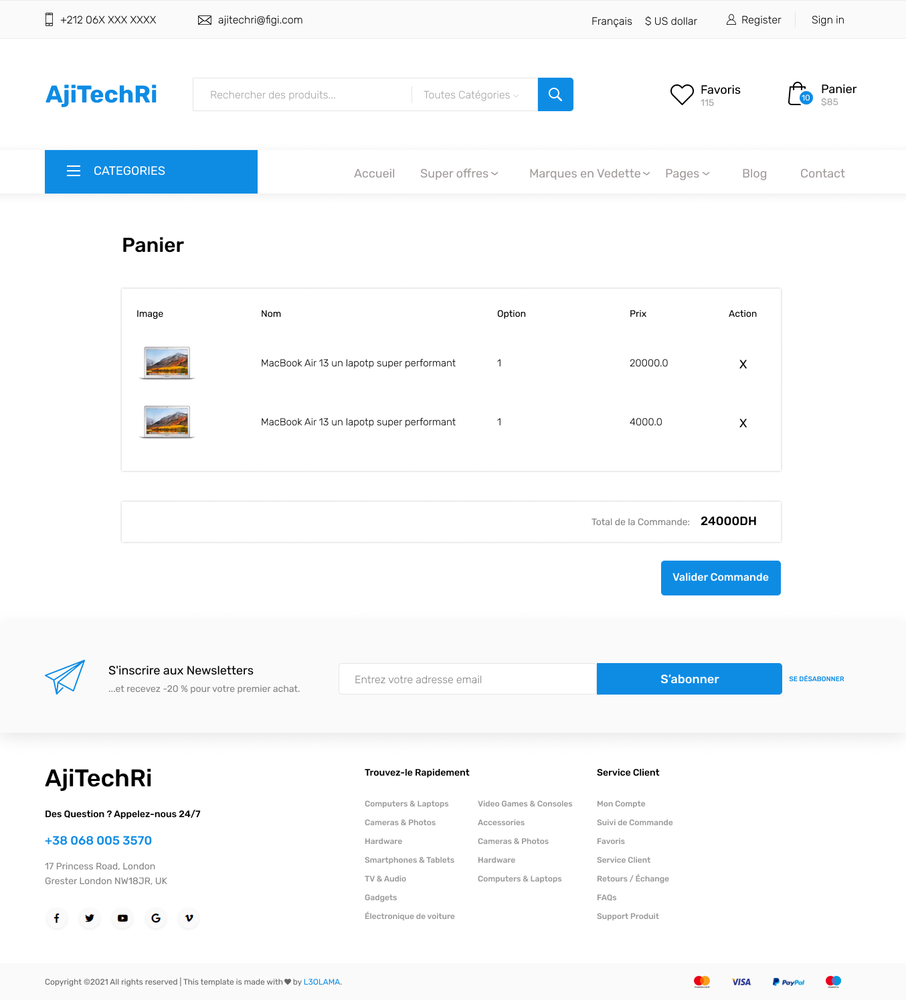 +212 06X XXX XXXX
ajitechri@figi.com
Français
$ US dollar
Register
Sign in
AjiTechRi
Rechercher des produits...
Toutes Catégories
Favoris
115
10
Panier
$85
CATEGORIES
Accueil
Super offres
Marques en Vedette
Pages
Blog
Contact
Panier
Image Nom Option Prix Action
MacBook Air 13 un lapotp super performant 1 20000.0 X
MacBook Air 13 un lapotp super performant 1 4000.0 X
Total de la Commande: 24000DH
Valider Commande
S'inscrire aux Newsletters
...et recevez -20 % pour votre premier achat.
Entrez votre adresse email
S’abonner
SE DÉSABONNER
AjiTechRi
Des Question ? Appelez-nous 24/7
+38 068 005 3570
17 Princess Road, London
Grester London NW18JR, UK
Trouvez-le Rapidement
Computers & Laptops
Cameras & Photos
Hardware
Smartphones & Tablets
TV & Audio
Gadgets
Électronique de voiture
Video Games & Consoles
Accessories
Cameras & Photos
Hardware
Computers & Laptops
Service Client
Mon Compte
Suivi de Commande
Favoris
Service Client
Retours / Échange
FAQs
Support Produit
Copyright ©2021 All rights reserved | This template is made with ♥ by L3OLAMA.
mastercard
VISA
PayPal
maestro